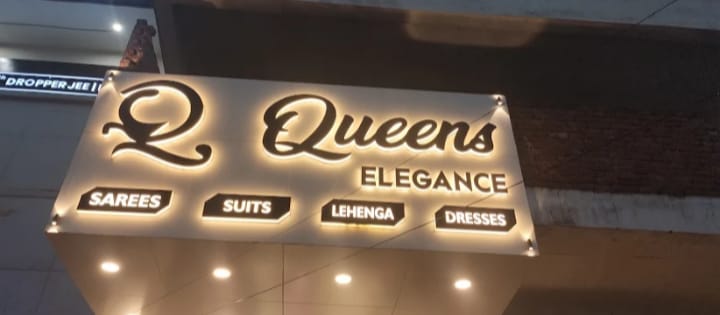 DROPPER JEE
Q Queens
ELEGANCE
SAREES SUITS LEHENGA DRESSES